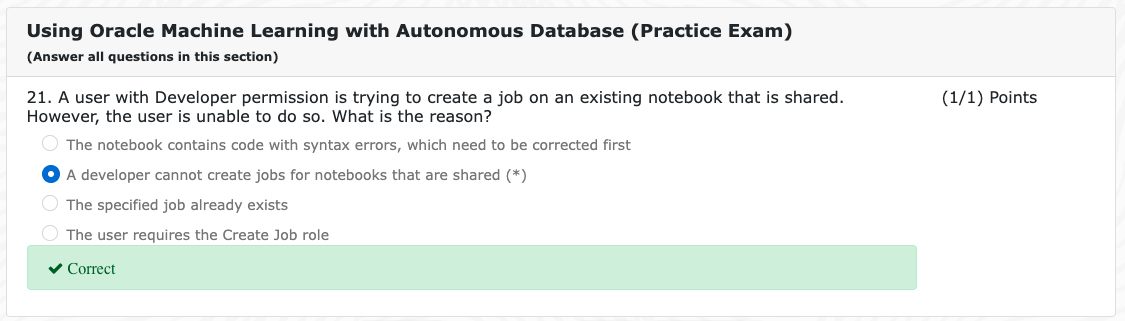 Using Oracle Machine Learning with Autonomous Database (Practice Exam)
(Answer all questions in this section)
21. A user with Developer permission is trying to create a job on an existing notebook that is shared.
However, the user is unable to do so. What is the reason?
(1/1) Points
The notebook contains code with syntax errors, which need to be corrected first
A developer cannot create jobs for notebooks that are shared (*)
The specified job already exists
The user requires the Create Job role
Correct